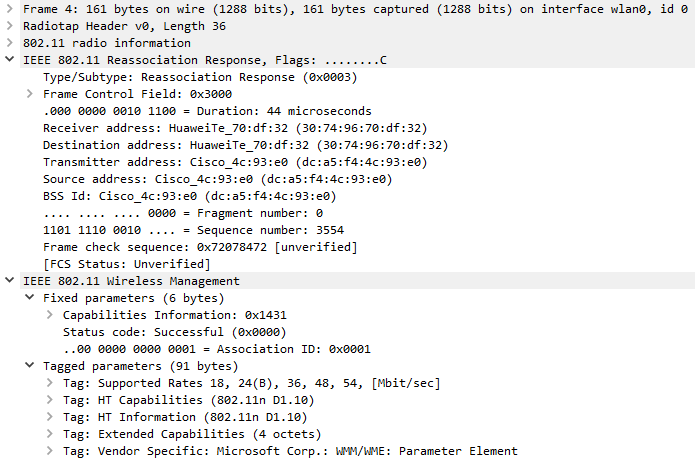 Frame 4: 161 bytes on wire (1288 bits), 161 bytes captured (1288 bits) on interface wlan0, id 0
Radiotap Header v0, Length 36
802.11 radio information
IEEE 802.11 Reassociation Response, Flags: ........C
Type/Subtype: Reassociation Response (0x0003)
Frame Control Field: 0x3000
.000 0000 0010 1100 = Duration: 44 microseconds
Receiver address: HuaweiTe_70:df:32 (30:74:96:70:df:32)
Destination address: HuaweiTe_70:df:32 (30:74:96:70:df:32)
Transmitter address: Cisco_4c:93:e0 (dc:a5:f4:4c:93:e0)
Source address: Cisco_4c:93:e0 (dc:a5:f4:4c:93:e0)
BSS Id: Cisco_4c:93:e0 (dc:a5:f4:4c:93:e0)
.... .... .... 0000 = Fragment number: 0
1101 1110 0010 .... = Sequence number: 3554
Frame check sequence: 0x72078472 [unverified]
[FCS Status: Unverified]
IEEE 802.11 Wireless Management
Fixed parameters (6 bytes)
Capabilities Information: 0x1431
Status code: Successful (0x0000)
..00 0000 0000 0001 = Association ID: 0x0001
Tagged parameters (91 bytes)
Tag: Supported Rates 18, 24(B), 36, 48, 54, [Mbit/sec]
Tag: HT Capabilities (802.11n D1.10)
Tag: HT Information (802.11n D1.10)
Tag: Extended Capabilities (4 octets)
Tag: Vendor Specific: Microsoft Corp.: WMM/WME: Parameter Element